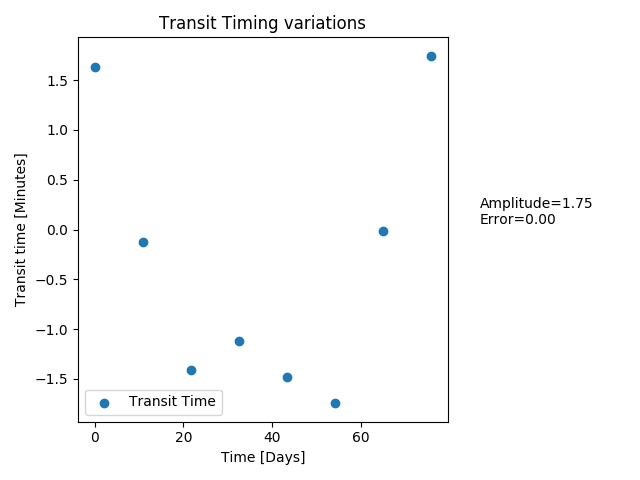 Transit Timing variations
Transit time [Minutes]
1.5
1.0
0.5
0.0
−0.5
−1.0
−1.5
Transit Time
0
20
40
60
Time [Days]
Amplitude=1.75
Error=0.00